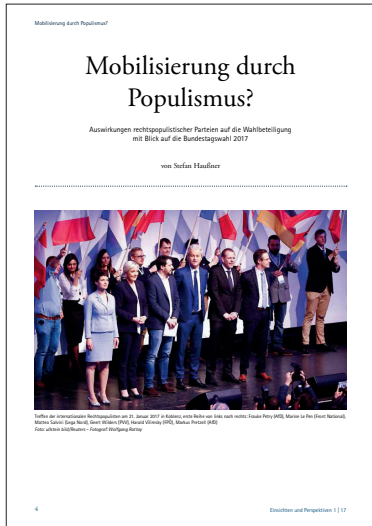 Mobilisierung durch Populismus?
Mobilisierung durch
Populismus?
Auswirkungen rechtspopulistischer Parteien auf die Wahlbeteiligung
mit Blick auf die Bundestagswahl 2017
von Stefan Haußner
Treffen der internationalen Rechtspopulisten am 21. Januar 2017 in Koblenz, erste Reihe von links nach rechts: Frauke Petry (AfD), Marine Le Pen (Front National),
Matteo Salvini (Lega Nord), Geert Wilders (PVV), Harald Vilimsky (FPÖ), Markus Pretzell (AfD)
Foto: ullstein bild/Reuters – Fotograf: Wolfgang Rattay
4
Einsichten und Perspektiven 1 | 17